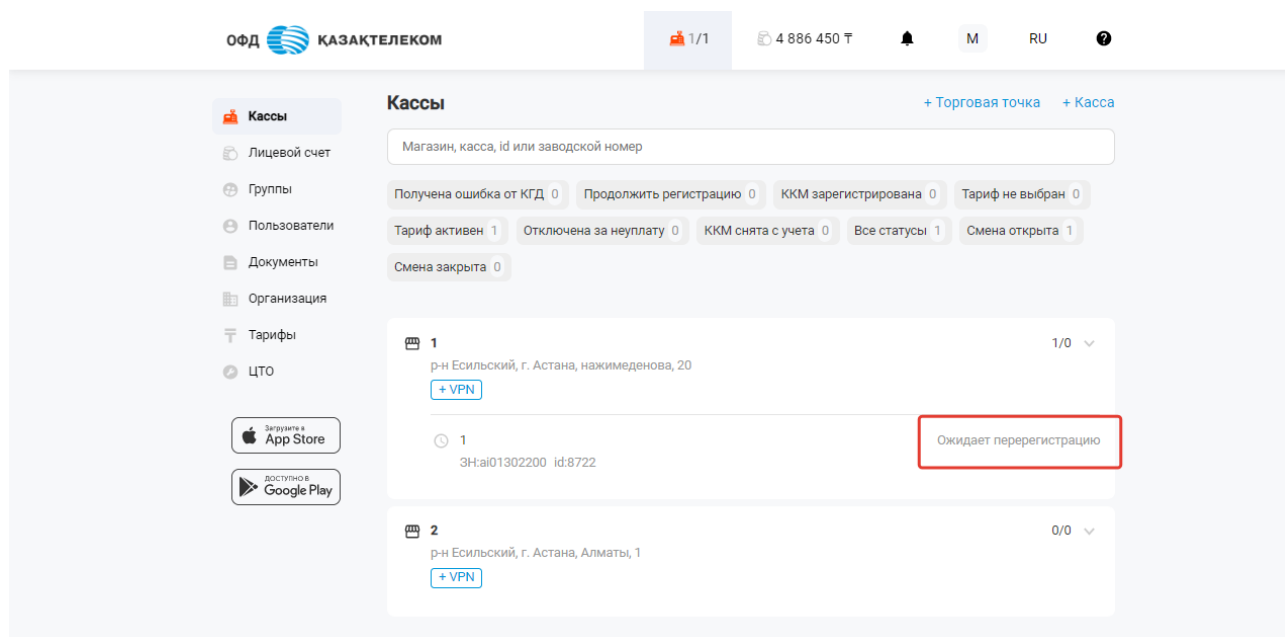 ОФД ҚАЗАҚТЕЛЕКОМ 1/1 4 886 450 ₸ M RU ?
Кассы
Лицевой счет
Группы
Пользователи
Документы
Организация
Тарифы
ЦТО
Загрузите в
App Store
ДОСТУПНО В
Google Play
Кассы + Торговая точка + Касса
Магазин, касса, id или заводской номер
Получена ошибка от КГД 0 Продолжить регистрацию 0 ККМ зарегистрирована 0 Тариф не выбран 0
Тариф активен 1 Отключена за неуплату 0 ККМ снята с учета 0 Все статусы 1 Смена открыта 1
Смена закрыта 0
1 1/0
р-н Есильский, г. Астана, нажимеденова, 20
+ VPN
1 Ожидает перерегистрацию
ЗН:ai01302200 id:8722
2 0/0
р-н Есильский, г. Астана, Алматы, 1
+ VPN